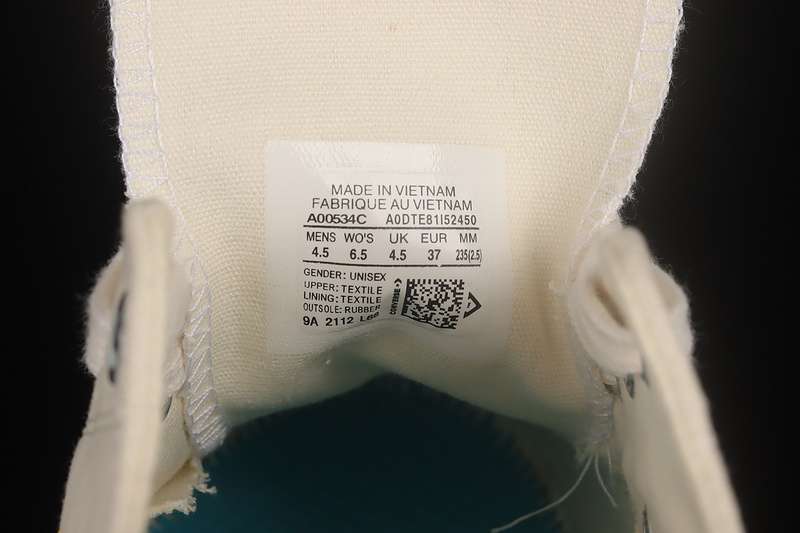 MADE IN VIETNAM
FABRIQUE AU VIETNAM
A00534C A0DTE81I52450
MENS WO'S UK EUR MM
4.5 6.5 4.5 37 235(2.5)
GENDER: UNISEX
UPPER: TEXTILE
LINING: TEXTILE
OUTSOLE: RUBBER
9A 2112 L68
CONVERSE